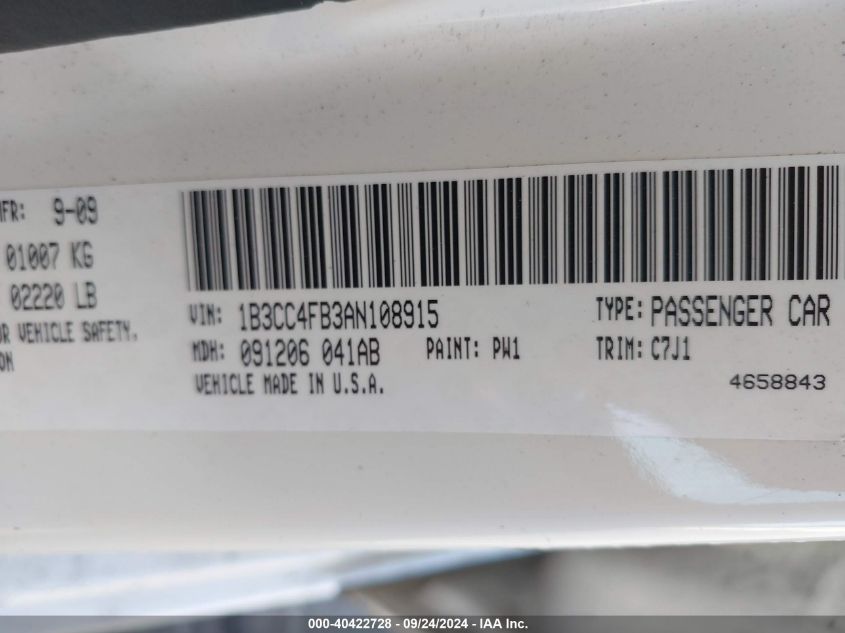 MFR: 9-09
01007 KG
02220 LB
OR VEHICLE SAFETY,
ON
VIN: 1B3CC4FB3AN108915
TYPE: PASSENGER CAR
MDH: 091206 041AB
PAINT: PW1
TRIM: C7J1
VEHICLE MADE IN U.S.A.
4658843
000-40422728 - 09/24/2024 - IAA Inc.